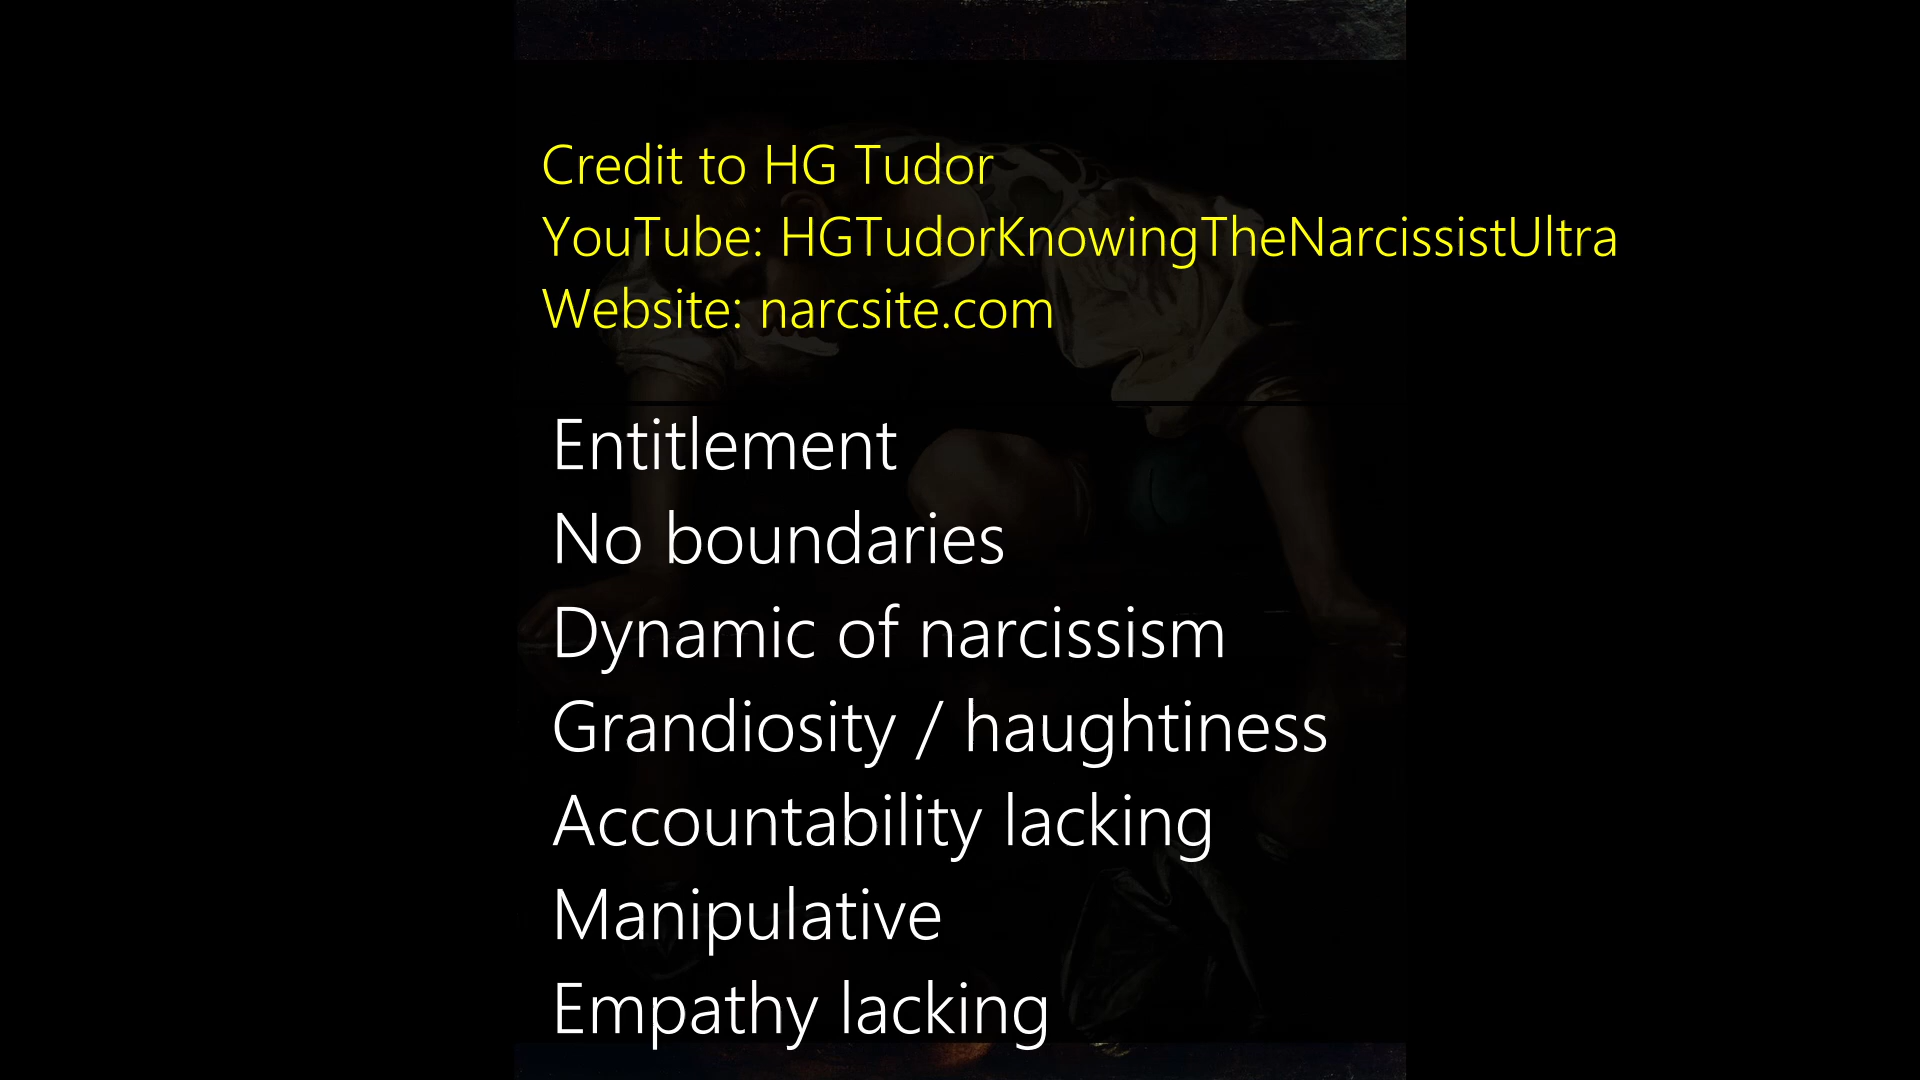 Credit to HG Tudor
YouTube: HGTudorKnowingTheNarcissistUltra
Website: narcsite.com
Entitlement
No boundaries
Dynamic of narcissism
Grandiosity / haughtiness
Accountability lacking
Manipulative
Empathy lacking